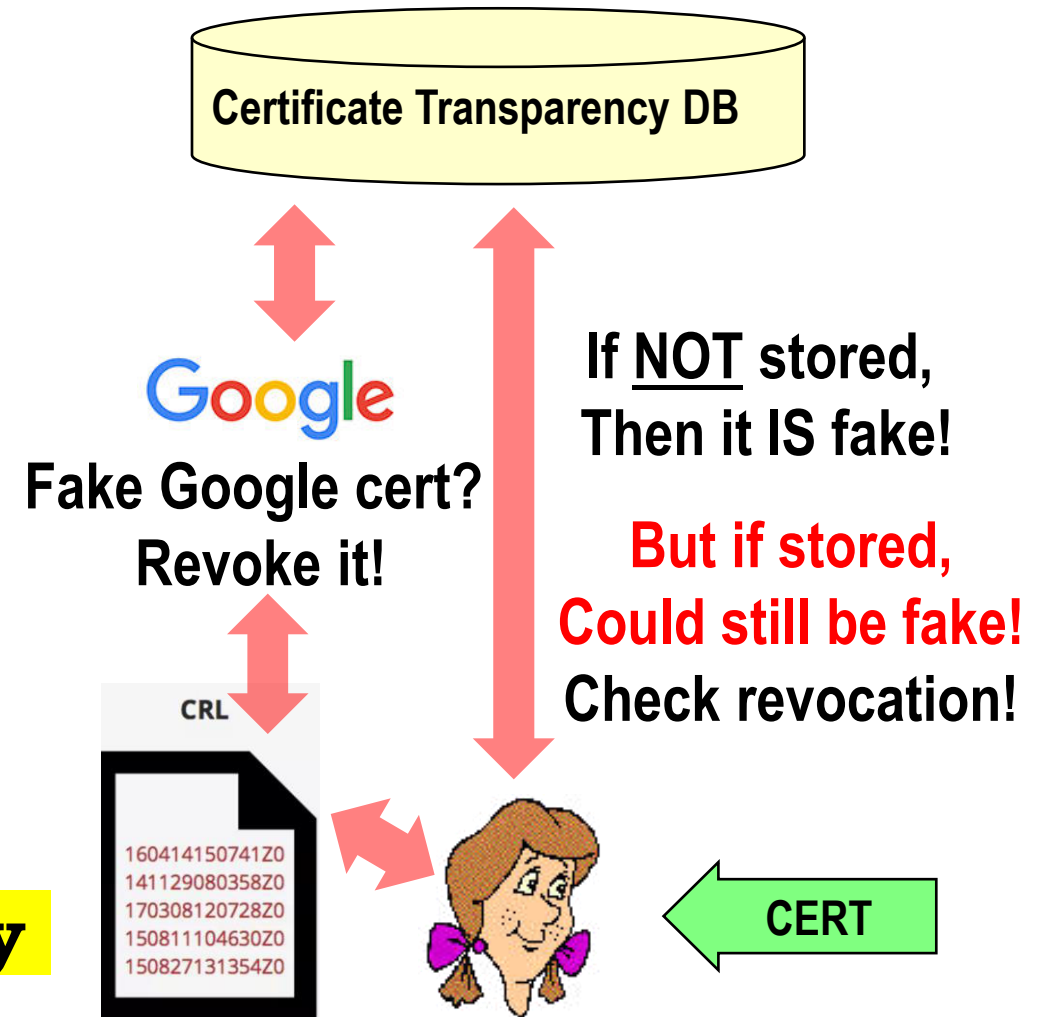 Certificate Transparency DB
Google
Fake Google cert?
Revoke it!
If NOT stored,
Then it IS fake!
But if stored,
Could still be fake!
Check revocation!
CRL
160414150741Z0
141129080358Z0
170308120728Z0
150811104630Z0
150827131354Z0
CERT
y